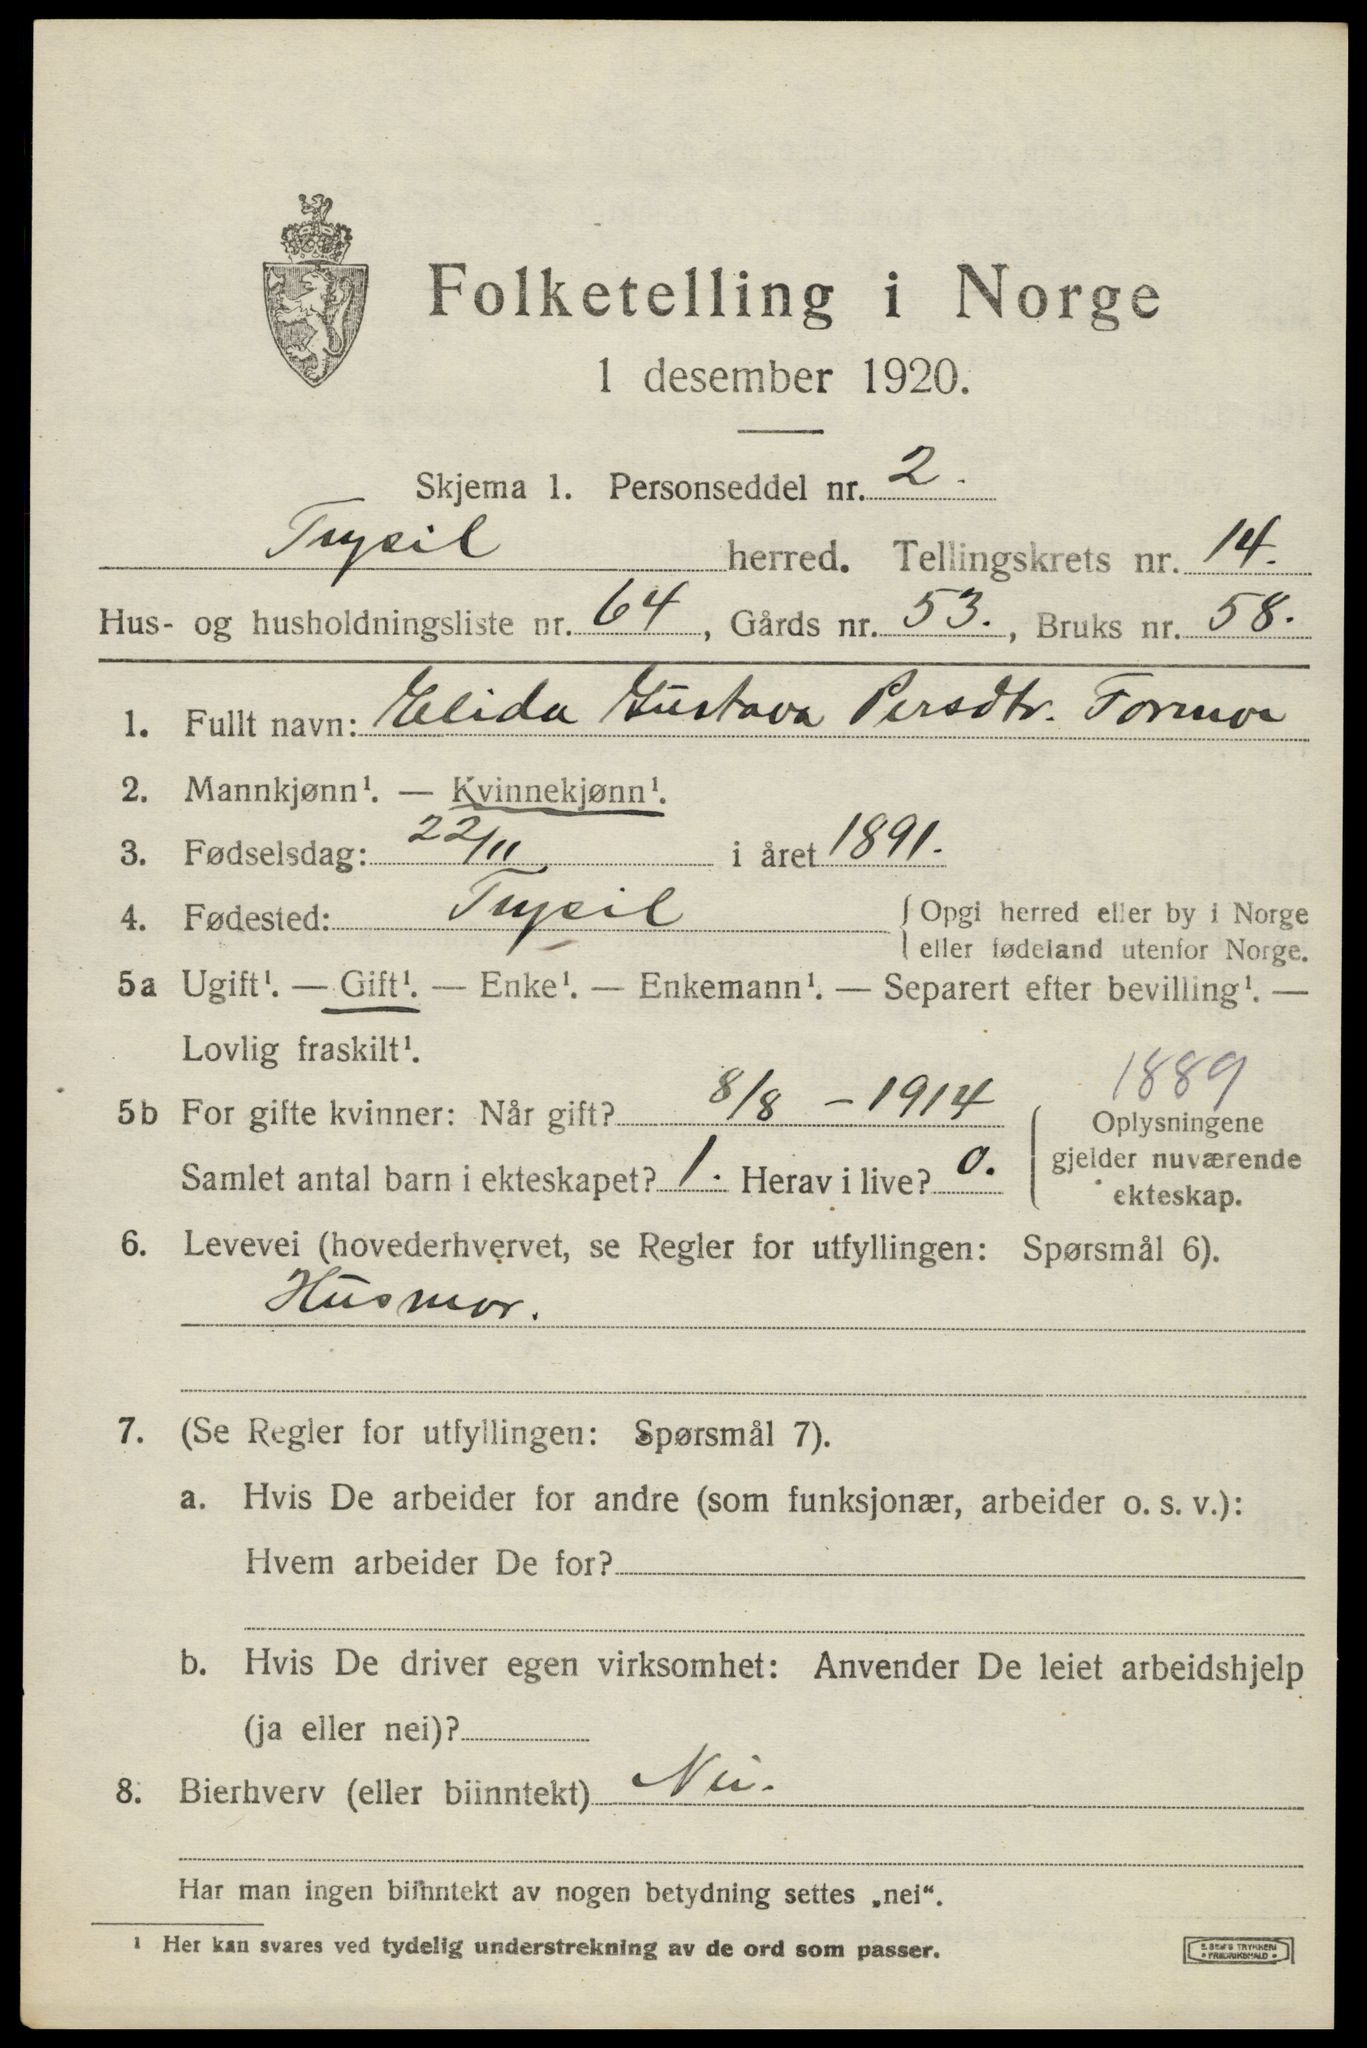 Folketelling i Norge
1 desember 1920.
Skjema 1. Personseddel nr. 2.
Trysil herred. Tellingskrets nr. 14.
Hus- og husholdningsliste nr. 64, Gårds nr. 53., Bruks nr. 58.
1. Fullt navn: Elida Gustava Persdtr. Formoe
2. Mannkjønn¹. — Kvinnekjønn¹.
3. Fødselsdag: 22/11 i året 1891.
4. Fødested: Trysil { Opgi herred eller by i Norge
eller fødeland utenfor Norge.
5a Ugift¹. — Gift¹. — Enke¹. — Enkemann¹. — Separert efter bevilling¹. —
Lovlig fraskilt¹.
1889
5b For gifte kvinner: Når gift? 8/8 – 1914
Samlet antal barn i ekteskapet? 1. Herav i live? 0.
Oplysningene
gjelder nuværende
ekteskap.
6. Levevei (hovederhvervet, se Regler for utfyllingen: Spørsmål 6).
Husmor.
7. (Se Regler for utfyllingen: Spørsmål 7).
a. Hvis De arbeider for andre (som funksjonær, arbeider o. s. v.):
Hvem arbeider De for?
b. Hvis De driver egen virksomhet: Anvender De leiet arbeidshjelp
(ja eller nei)?
8. Bierhverv (eller biinntekt) Nei.
Har man ingen biinntekt av nogen betydning settes „nei“.
¹ Her kan svares ved tydelig understrekning av de ord som passer.
E. SEMS TRYKKERI
FREDRIKSHALD